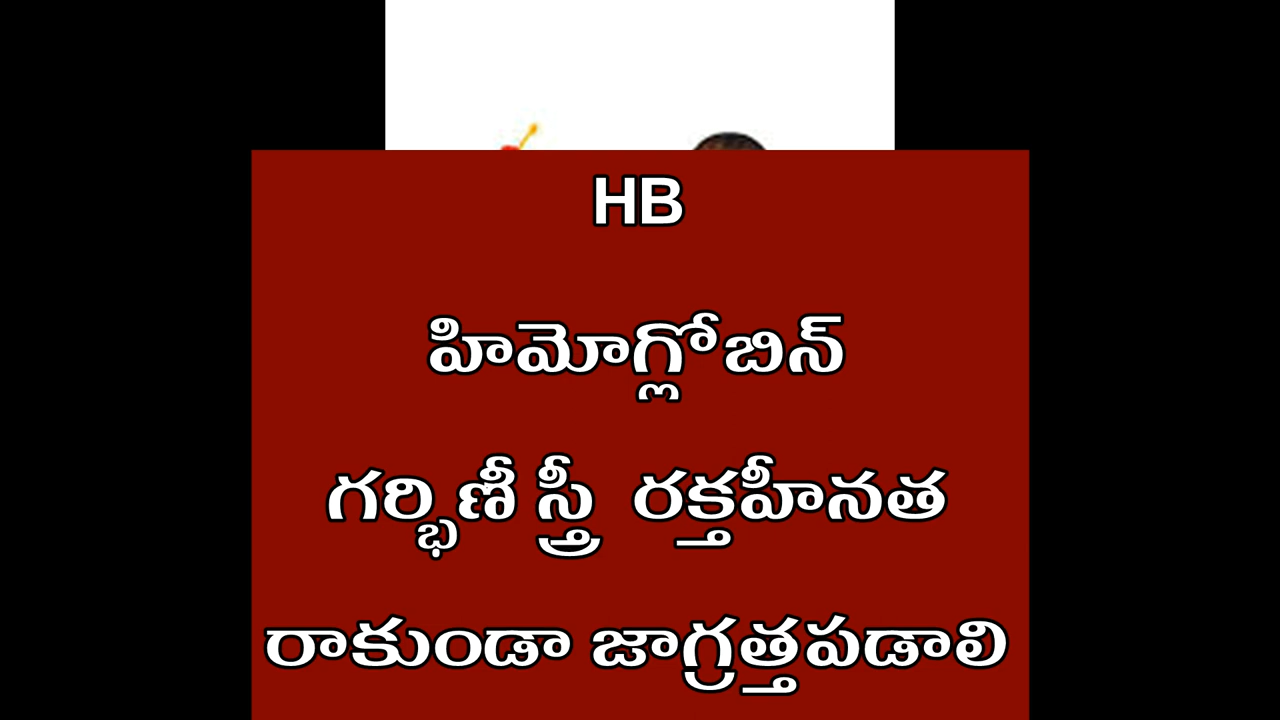 HB
హిమోగ్లోబిన్
గర్భిణీ స్త్రీ రక్తహీనత
రాకుండా జాగ్రత్తపడాలి